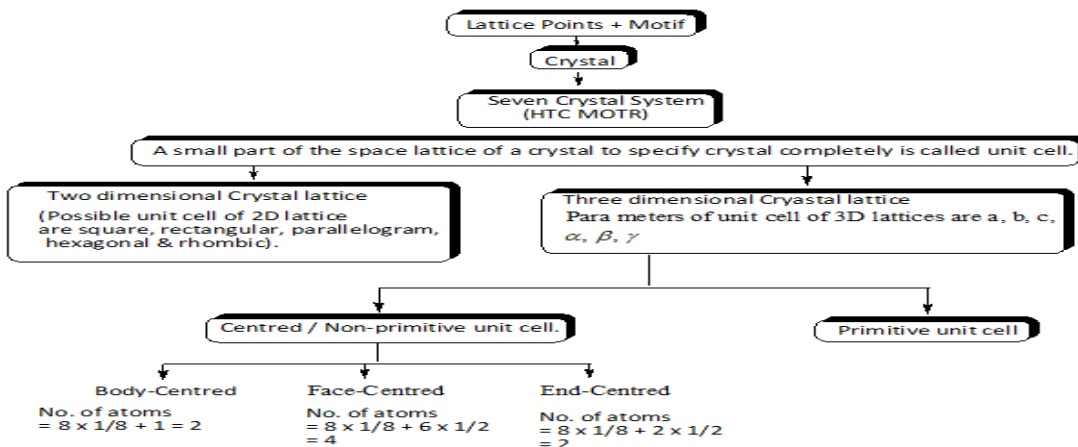 Lattice Points + Motif
Crystal
Seven Crystal System
(HTC MOTR)
A small part of the space lattice of a crystal to specify crystal completely is called unit cell.
Two dimensional Crystal lattice
(Possible unit cell of 2D lattice
are square, rectangular, parallelogram,
hexagonal & rhombic).
Three dimensional Cryastal lattice
Para meters of unit cell of 3D lattices are a, b, c,
α, β, γ
Centred / Non-primitive unit cell.
Primitive unit cell
Body-Centred
No. of atoms
= 8 x 1/8 + 1 = 2
Face-Centred
No. of atoms
= 8 x 1/8 + 6 x 1/2
= 4
End-Centred
No. of atoms
= 8 x 1/8 + 2 x 1/2
= 2